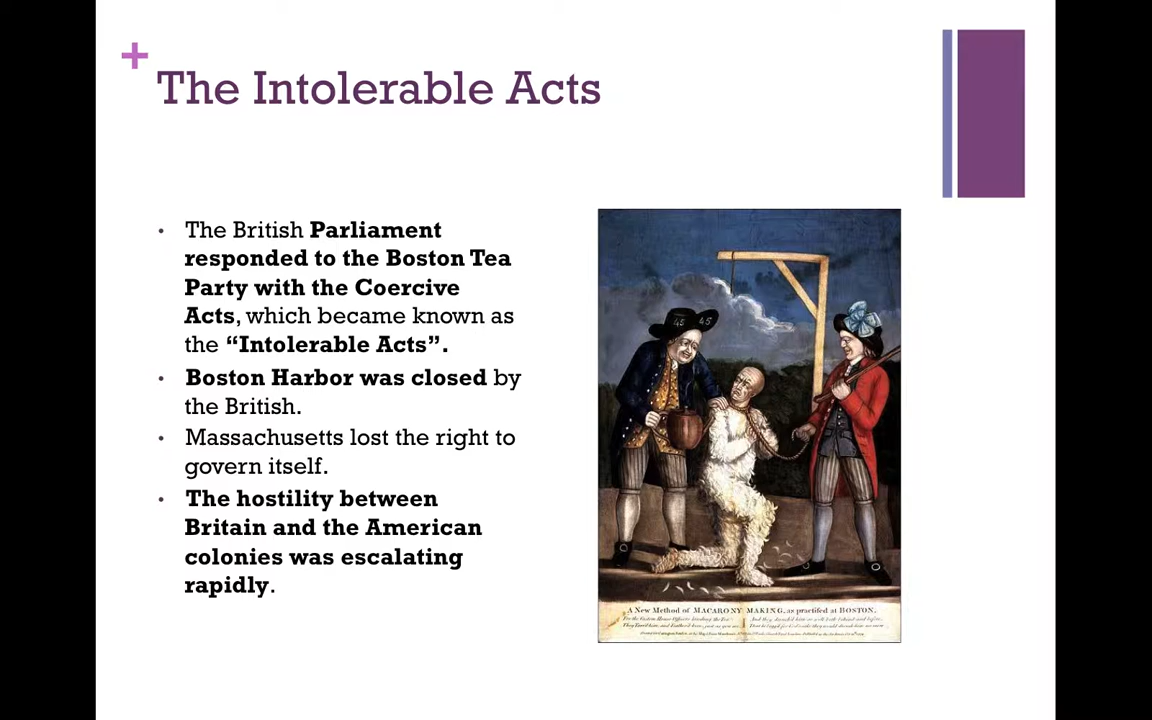 +
The Intolerable Acts
• The British Parliament
responded to the Boston Tea
Party with the Coercive
Acts, which became known as
the “Intolerable Acts”.
• Boston Harbor was closed by
the British.
• Massachusetts lost the right to
govern itself.
• The hostility between
Britain and the American
colonies was escalating
rapidly.
45 45
A New Method of MACARONY MAKING, as practised at BOSTON.